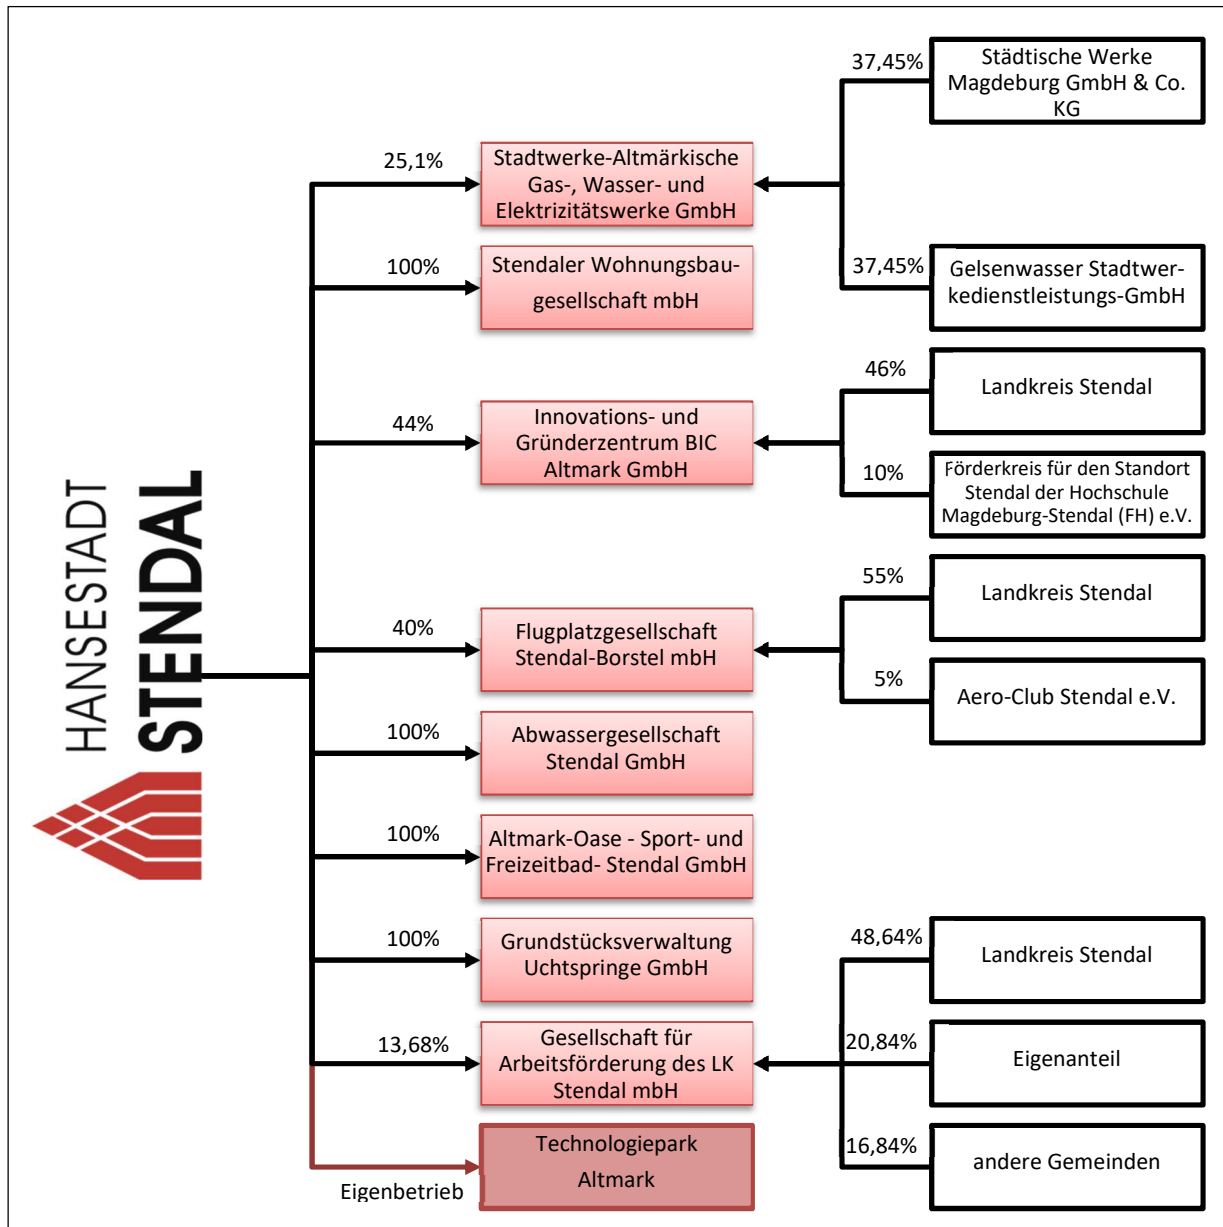 HANSESTADT
STENDAL
25,1%
Stadtwerke-Altmärkische
Gas-, Wasser- und
Elektrizitätswerke GmbH
37,45%
Städtische Werke
Magdeburg GmbH & Co.
KG
37,45%
Gelsenwasser Stadtwer-
kedienstleistungs-GmbH
100%
Stendaler Wohnungsbau-
gesellschaft mbH
44%
Innovations- und
Gründerzentrum BIC
Altmark GmbH
46%
Landkreis Stendal
10%
Förderkreis für den Standort
Stendal der Hochschule
Magdeburg-Stendal (FH) e.V.
40%
Flugplatzgesellschaft
Stendal-Borstel mbH
55%
Landkreis Stendal
5%
Aero-Club Stendal e.V.
100%
Abwassergesellschaft
Stendal GmbH
100%
Altmark-Oase - Sport- und
Freizeitbad- Stendal GmbH
100%
Grundstücksverwaltung
Uchtspringe GmbH
13,68%
Gesellschaft für
Arbeitsförderung des LK
Stendal mbH
48,64%
Landkreis Stendal
20,84%
Eigenanteil
16,84%
andere Gemeinden
Eigenbetrieb
Technologiepark
Altmark